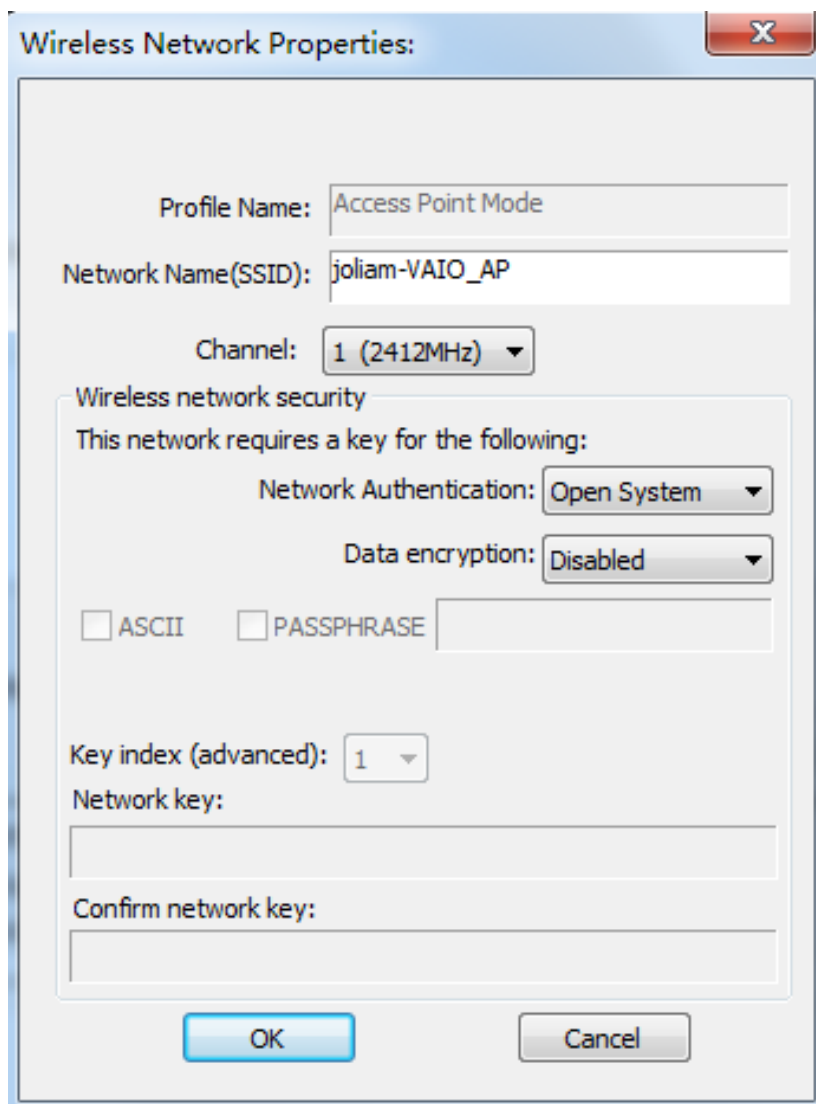 Wireless Network Properties:
Profile Name: Access Point Mode
Network Name(SSID): joliam-VAIO_AP
Channel: 1 (2412MHz)
Wireless network security
This network requires a key for the following:
Network Authentication: Open System
Data encryption: Disabled
ASCII PASSPHRASE
Key index (advanced): 1
Network key:
Confirm network key:
OK Cancel